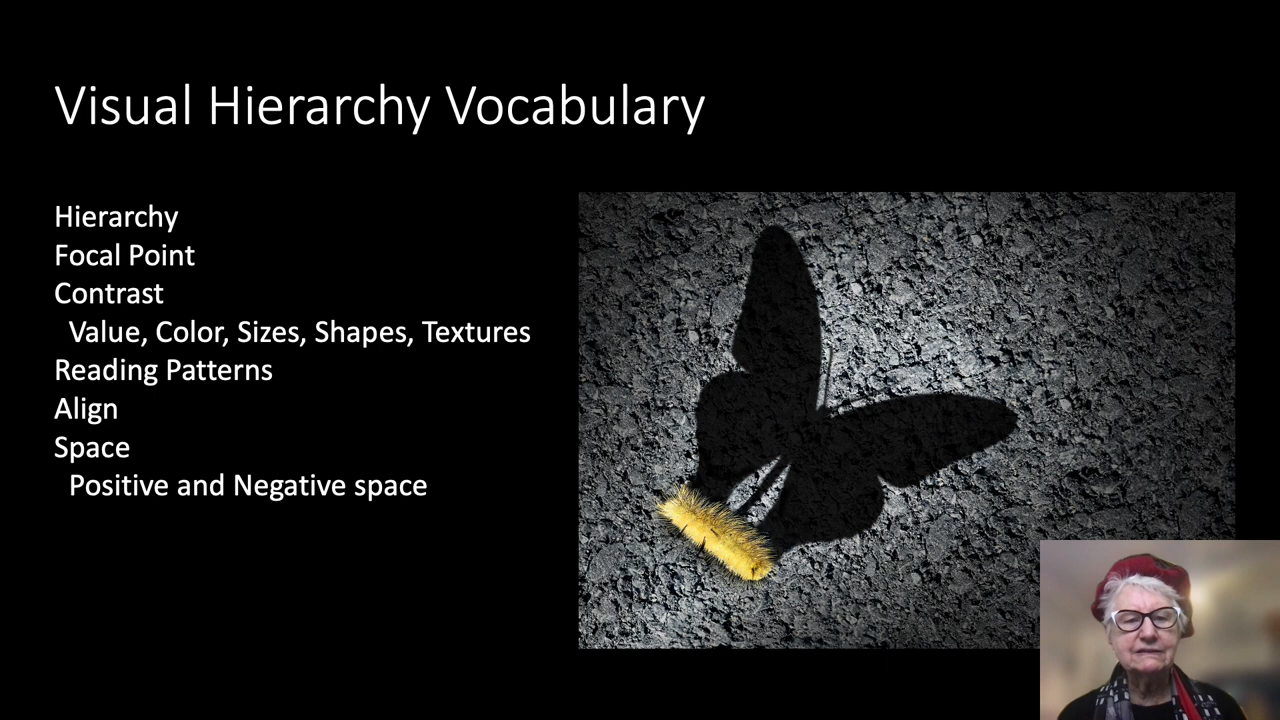 Visual Hierarchy Vocabulary
Hierarchy
Focal Point
Contrast
Value, Color, Sizes, Shapes, Textures
Reading Patterns
Align
Space
Positive and Negative space